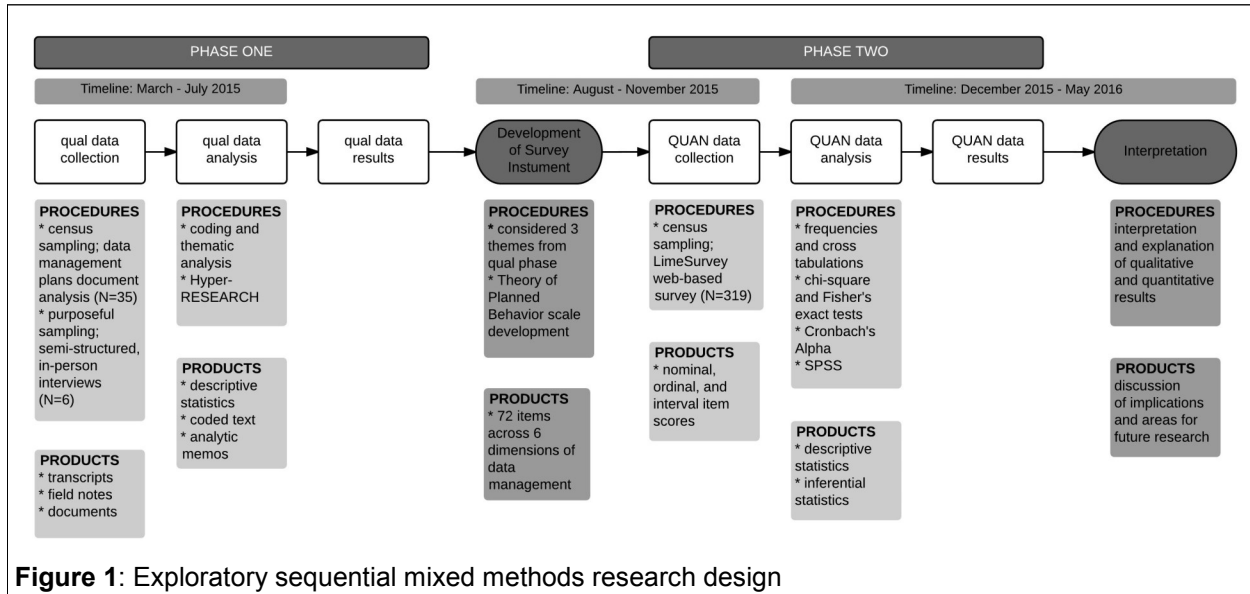 PHASE ONE
PHASE TWO
Timeline: March - July 2015
Timeline: August - November 2015
Timeline: December 2015 - May 2016
qual data
collection
qual data
analysis
qual data
results
Development
of Survey
Instument
QUAN data
collection
QUAN data
analysis
QUAN data
results
Interpretation
PROCEDURES
* census
sampling; data
management
plans document
analysis (N=35)
* purposeful
sampling;
semi-structured,
in-person
interviews
(N=6)
PRODUCTS
* transcripts
* field notes
* documents
PROCEDURES
* coding and
thematic
analysis
* Hyper-
RESEARCH
PRODUCTS
* descriptive
statistics
* coded text
* analytic
memos
PROCEDURES
* considered 3
themes from
qual phase
* Theory of
Planned
Behavior scale
development
PRODUCTS
* 72 items
across 6
dimensions of
data
management
PROCEDURES
* census
sampling;
LimeSurvey
web-based
survey (N=319)
PRODUCTS
* nominal,
ordinal, and
interval item
scores
PROCEDURES
* frequencies
and cross
tabulations
* chi-square
and Fisher's
exact tests
* Cronbach's
Alpha
* SPSS
PRODUCTS
* descriptive
statistics
* inferential
statistics
PROCEDURES
interpretation
and explanation
of qualitative
and quantitative
results
PRODUCTS
discussion
of implications
and areas for
future research
Figure 1: Exploratory sequential mixed methods research design